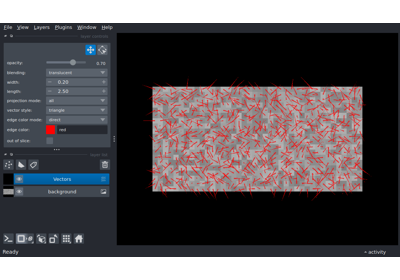 File View Layers Plugins Window Help
opacity: 0.70
blending: translucent
width: 0.20
length: 2.50
projection mode: all
vector style: triangle
edge color mode: direct
edge color: red
out of slice:
Vectors
background
Ready activity